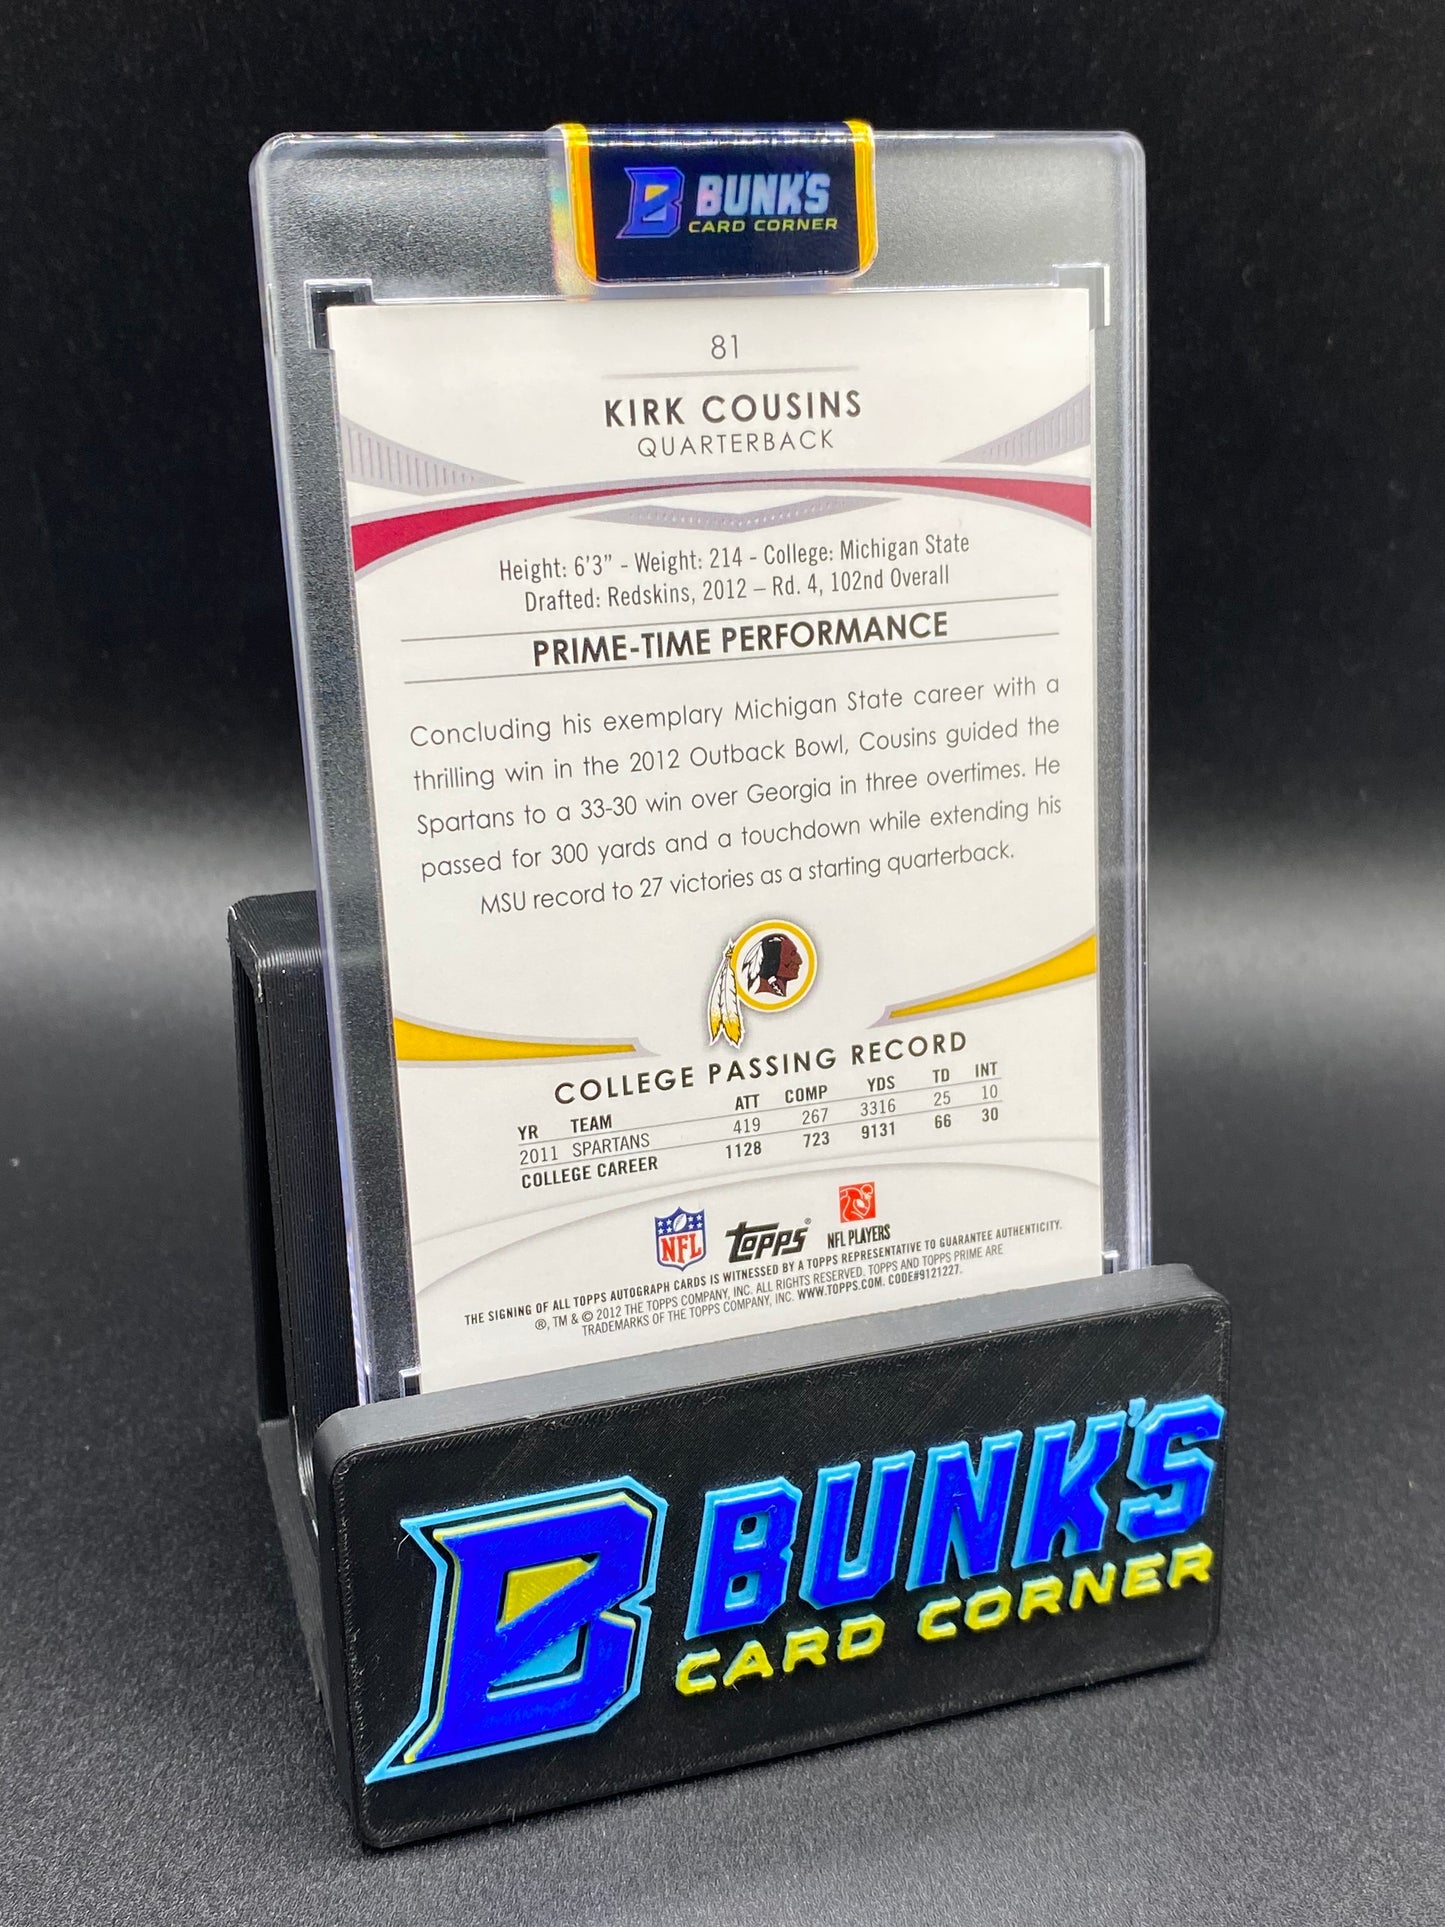 BUNK'S
CARD CORNER
81
KIRK COUSINS
QUARTERBACK
Height: 6'3" - Weight: 214 - College: Michigan State
Drafted: Redskins, 2012 – Rd. 4, 102nd Overall
PRIME-TIME PERFORMANCE
Concluding his exemplary Michigan State career with a
thrilling win in the 2012 Outback Bowl, Cousins guided the
Spartans to a 33-30 win over Georgia in three overtimes. He
passed for 300 yards and a touchdown while extending his
MSU record to 27 victories as a starting quarterback.
COLLEGE PASSING RECORD
YR TEAM ATT COMP YDS TD INT
2011 SPARTANS 419 267 3316 25 10
COLLEGE CAREER 1128 723 9131 66 30
NFL Topps® NFL PLAYERS
THE SIGNING OF ALL TOPPS AUTOGRAPH CARDS IS WITNESSED BY A TOPPS REPRESENTATIVE TO GUARANTEE AUTHENTICITY.
®, TM & © 2012 THE TOPPS COMPANY, INC. ALL RIGHTS RESERVED. TOPPS AND TOPPS PRIME ARE
TRADEMARKS OF THE TOPPS COMPANY, INC. WWW.TOPPS.COM. CODE#9121227.
B BUNK'S
CARD CORNER